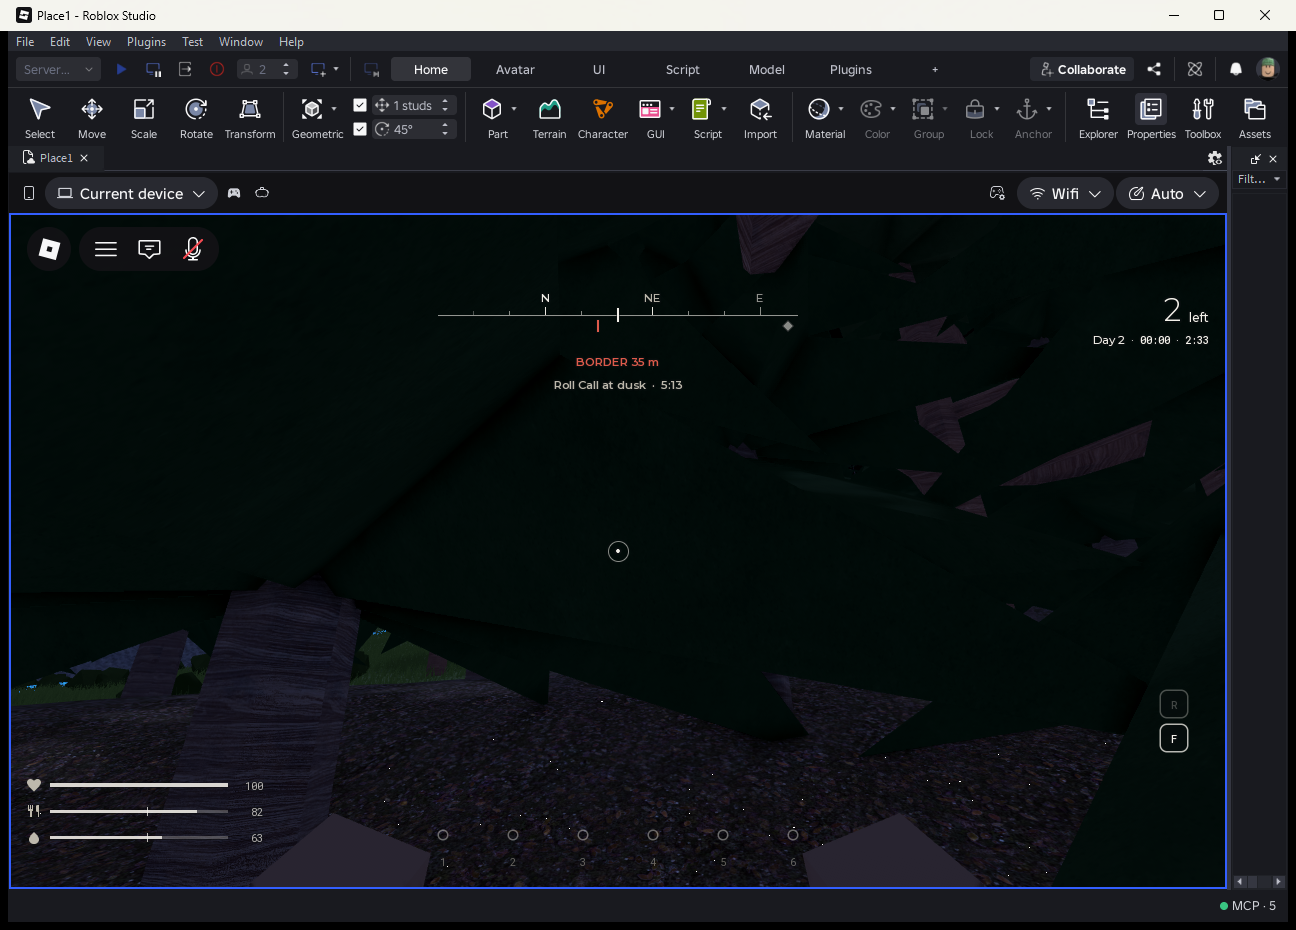 Place1 - Roblox Studio
File Edit View Plugins Test Window Help
Server... 2 Home Avatar UI Script Model Plugins + Collaborate
1 studs
45°
Select Move Scale Rotate Transform Geometric Part Terrain Character GUI Script Import Material Color Group Lock Anchor Explorer Properties Toolbox Assets
Place1
Filt...
Current device Wifi Auto
N NE E
2 left
Day 2 · 00:00 · 2:33
BORDER 35 m
Roll Call at dusk · 5:13
R
F
100
82
63
1 2 3 4 5 6
MCP · 5